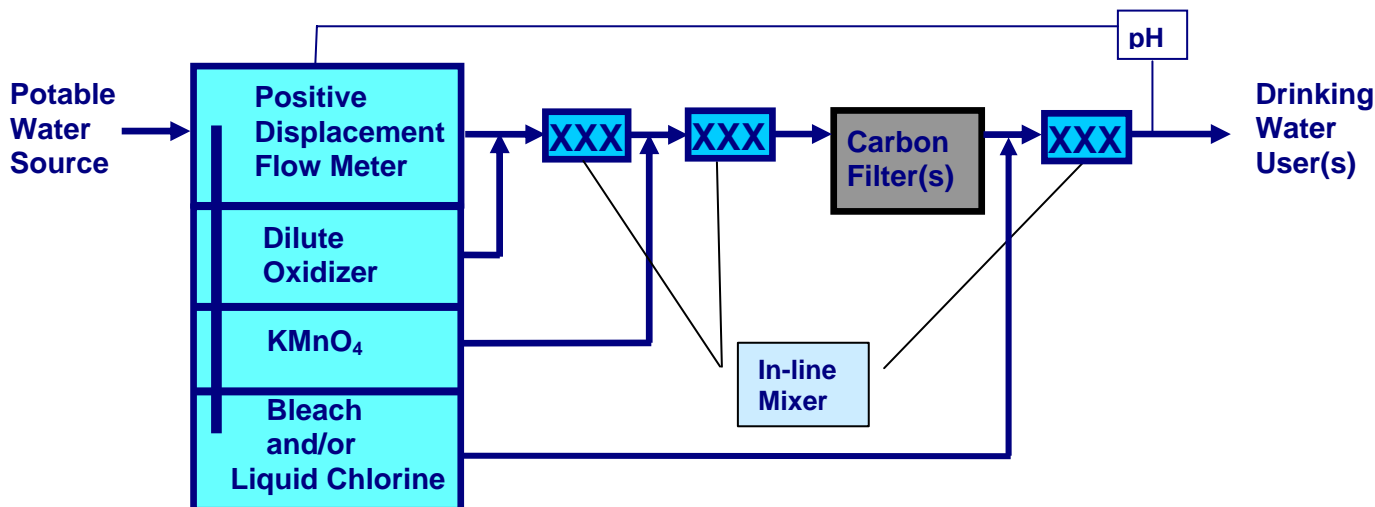 pH
Potable
Water
Source
Positive
Displacement
Flow Meter
XXX
XXX
Carbon
Filter(s)
XXX
Drinking
Water
User(s)
Dilute
Oxidizer
KMnO₄
In-line
Mixer
Bleach
and/or
Liquid Chlorine